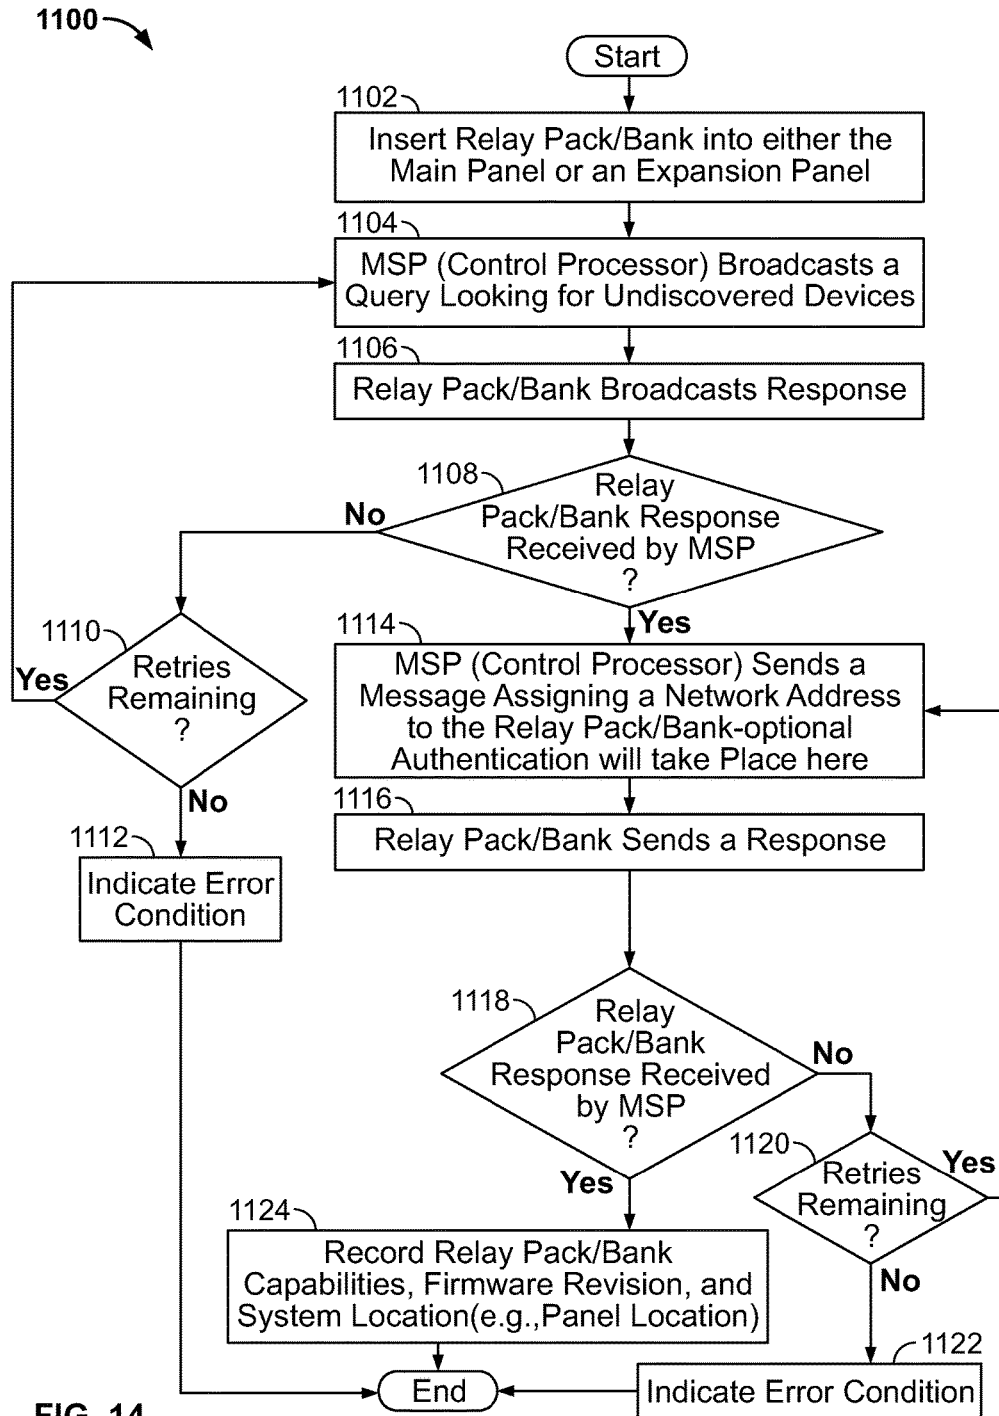 1100
Start
1102
Insert Relay Pack/Bank into either the
Main Panel or an Expansion Panel
1104
MSP (Control Processor) Broadcasts a
Query Looking for Undiscovered Devices
1106
Relay Pack/Bank Broadcasts Response
1108
Relay
Pack/Bank Response
Received by MSP
?
No
Yes
1110
Retries
Remaining
?
Yes
No
1112
Indicate Error
Condition
1114
MSP (Control Processor) Sends a
Message Assigning a Network Address
to the Relay Pack/Bank-optional
Authentication will take Place here
1116
Relay Pack/Bank Sends a Response
1118
Relay
Pack/Bank
Response Received
by MSP
?
No
Yes
1120
Retries
Remaining
?
Yes
No
1124
Record Relay Pack/Bank
Capabilities, Firmware Revision, and
System Location(e.g.,Panel Location)
1122
Indicate Error Condition
End
FIG. 14